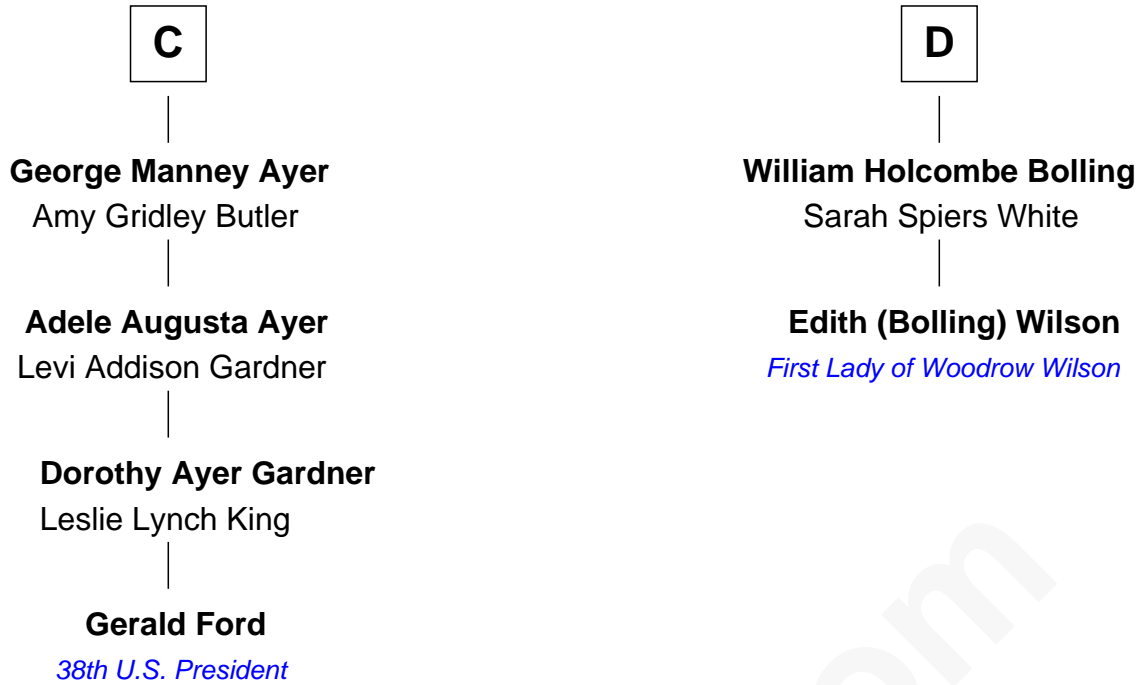 C
George Manney Ayer
Amy Gridley Butler
Adele Augusta Ayer
Levi Addison Gardner
Dorothy Ayer Gardner
Leslie Lynch King
Gerald Ford
38th U.S. President
D
William Holcombe Bolling
Sarah Spiers White
Edith (Bolling) Wilson
First Lady of Woodrow Wilson
om